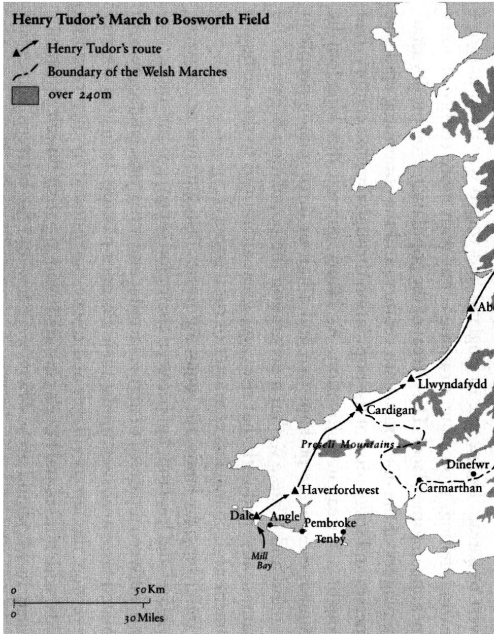 Henry Tudor's March to Bosworth Field
Henry Tudor's route
Boundary of the Welsh Marches
over 240m
Ab
Llwyndafydd
Cardigan
Preseli Mountains
Dinefwr
Carmarthan
Haverfordwest
Dale
Angle
Pembroke
Tenby
Mill
Bay
0 50Km
0 30Miles